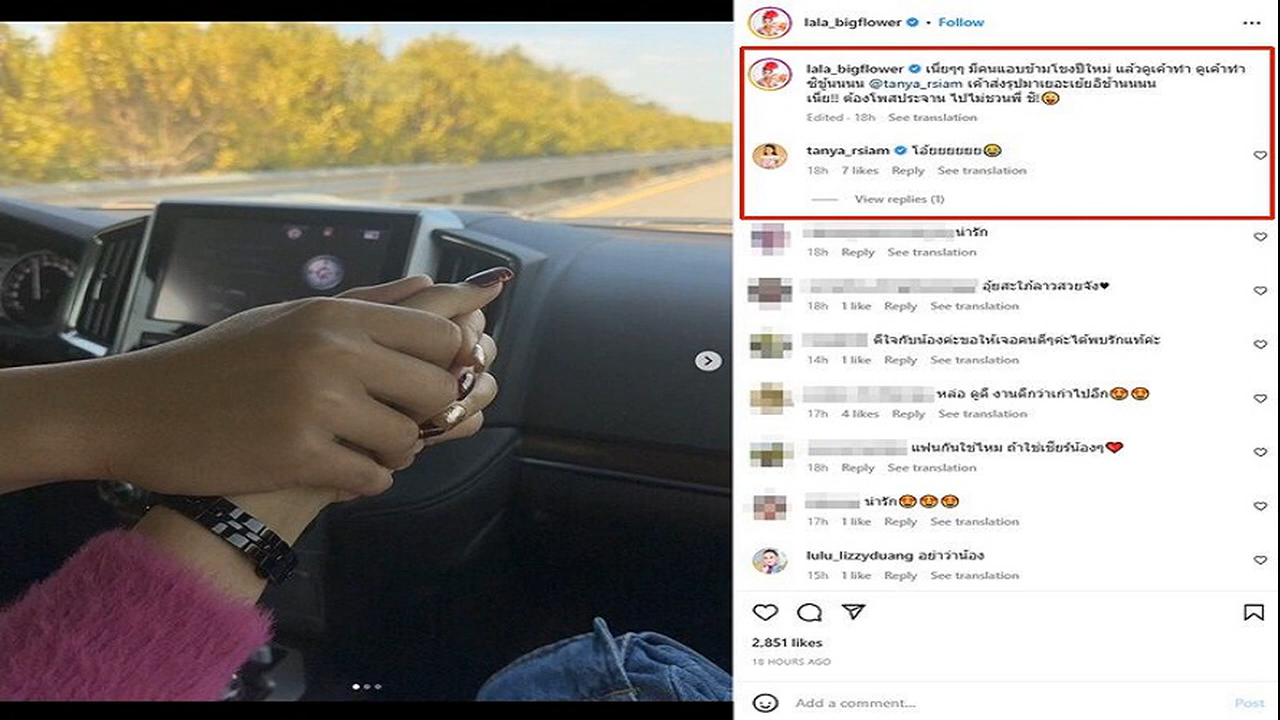 lala_bigflower • Follow
lala_bigflower เนี่ยๆๆ มีคนแอบข้ามโขงปีใหม่ แล้วดูเค้าทำ ดูเค้าทำ
ชิชู้นนนน @tanya_rsiam เค้าส่งรูปมาเยอะเย้ยอิช้านนนน
เนี่ย!! ต้องโพสประจาน ไปไม่ชวนพี่ ชิ!😜
Edited · 18h See translation
tanya_rsiam โอ้ยยยยยย😂
18h 7 likes Reply See translation
View replies (1)
น่ารัก
18h Reply See translation
อุ้ยสะใภ้ลาวสวยจัง♥
18h 1 like Reply See translation
ดีใจกับน้องค่ะขอให้เจอคนดีๆค่ะได้พบรักแท้ค่ะ
14h 1 like Reply See translation
หล่อ ดูดี งานดีกว่าเก่าไปอีก🥰🥰
17h 4 likes Reply See translation
แฟนกันใช่ไหม ถ้าใช่เชียร์น้องๆ❤️
18h Reply See translation
น่ารัก🥰🥰🥰
17h 1 like Reply See translation
lulu_lizzyduang อย่าว่าน้อง
15h 1 like Reply See translation
2,851 likes
18 HOURS AGO
Add a comment...
Post